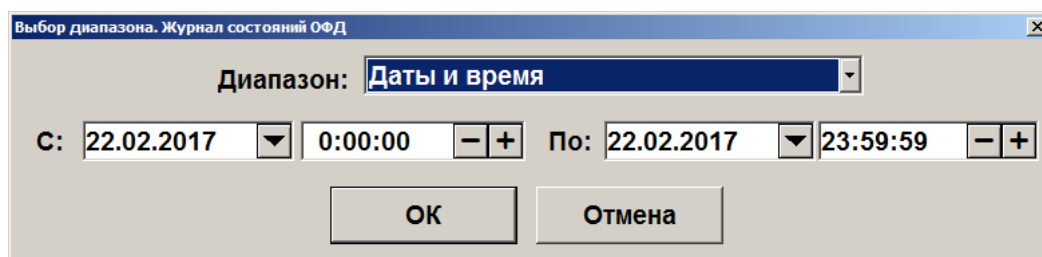 Выбор диапазона. Журнал состояний ОФД
Диапазон: Даты и время
С: 22.02.2017 0:00:00 По: 22.02.2017 23:59:59
ОК Отмена